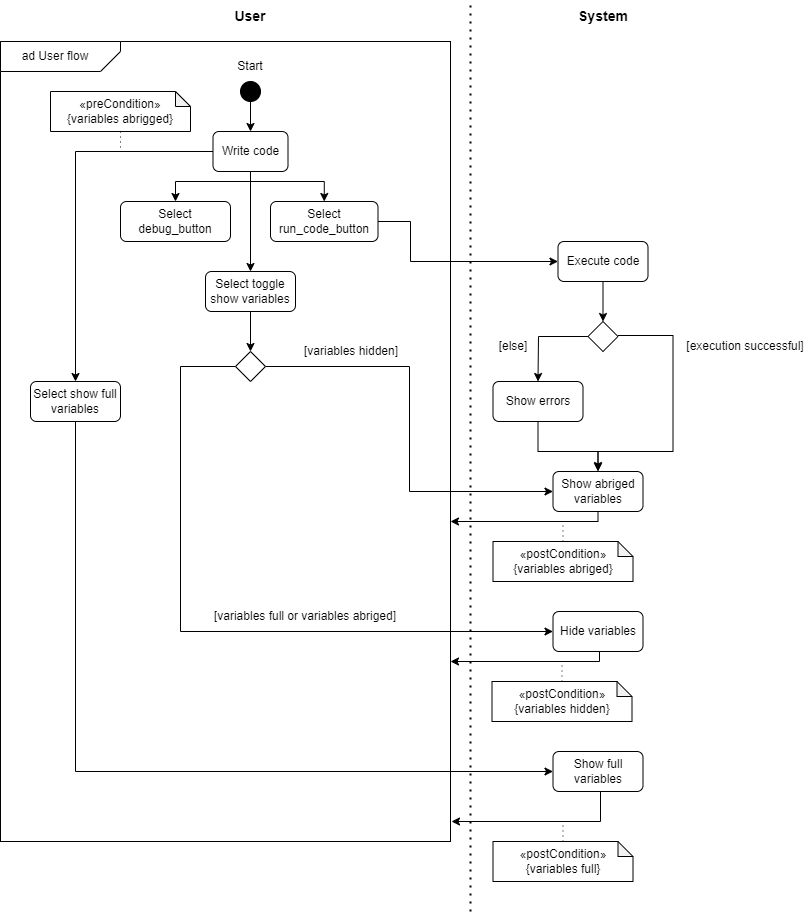 User
System
ad User flow
Start
«preCondition»
{variables abrigged}
Write code
Select
debug_button
Select
run_code_button
Execute code
Select toggle
show variables
[else]
[execution successful]
[variables hidden]
Select show full
variables
Show errors
Show abriged
variables
«postCondition»
{variables abriged}
[variables full or variables abriged]
Hide variables
«postCondition»
{variables hidden}
Show full
variables
«postCondition»
{variables full}